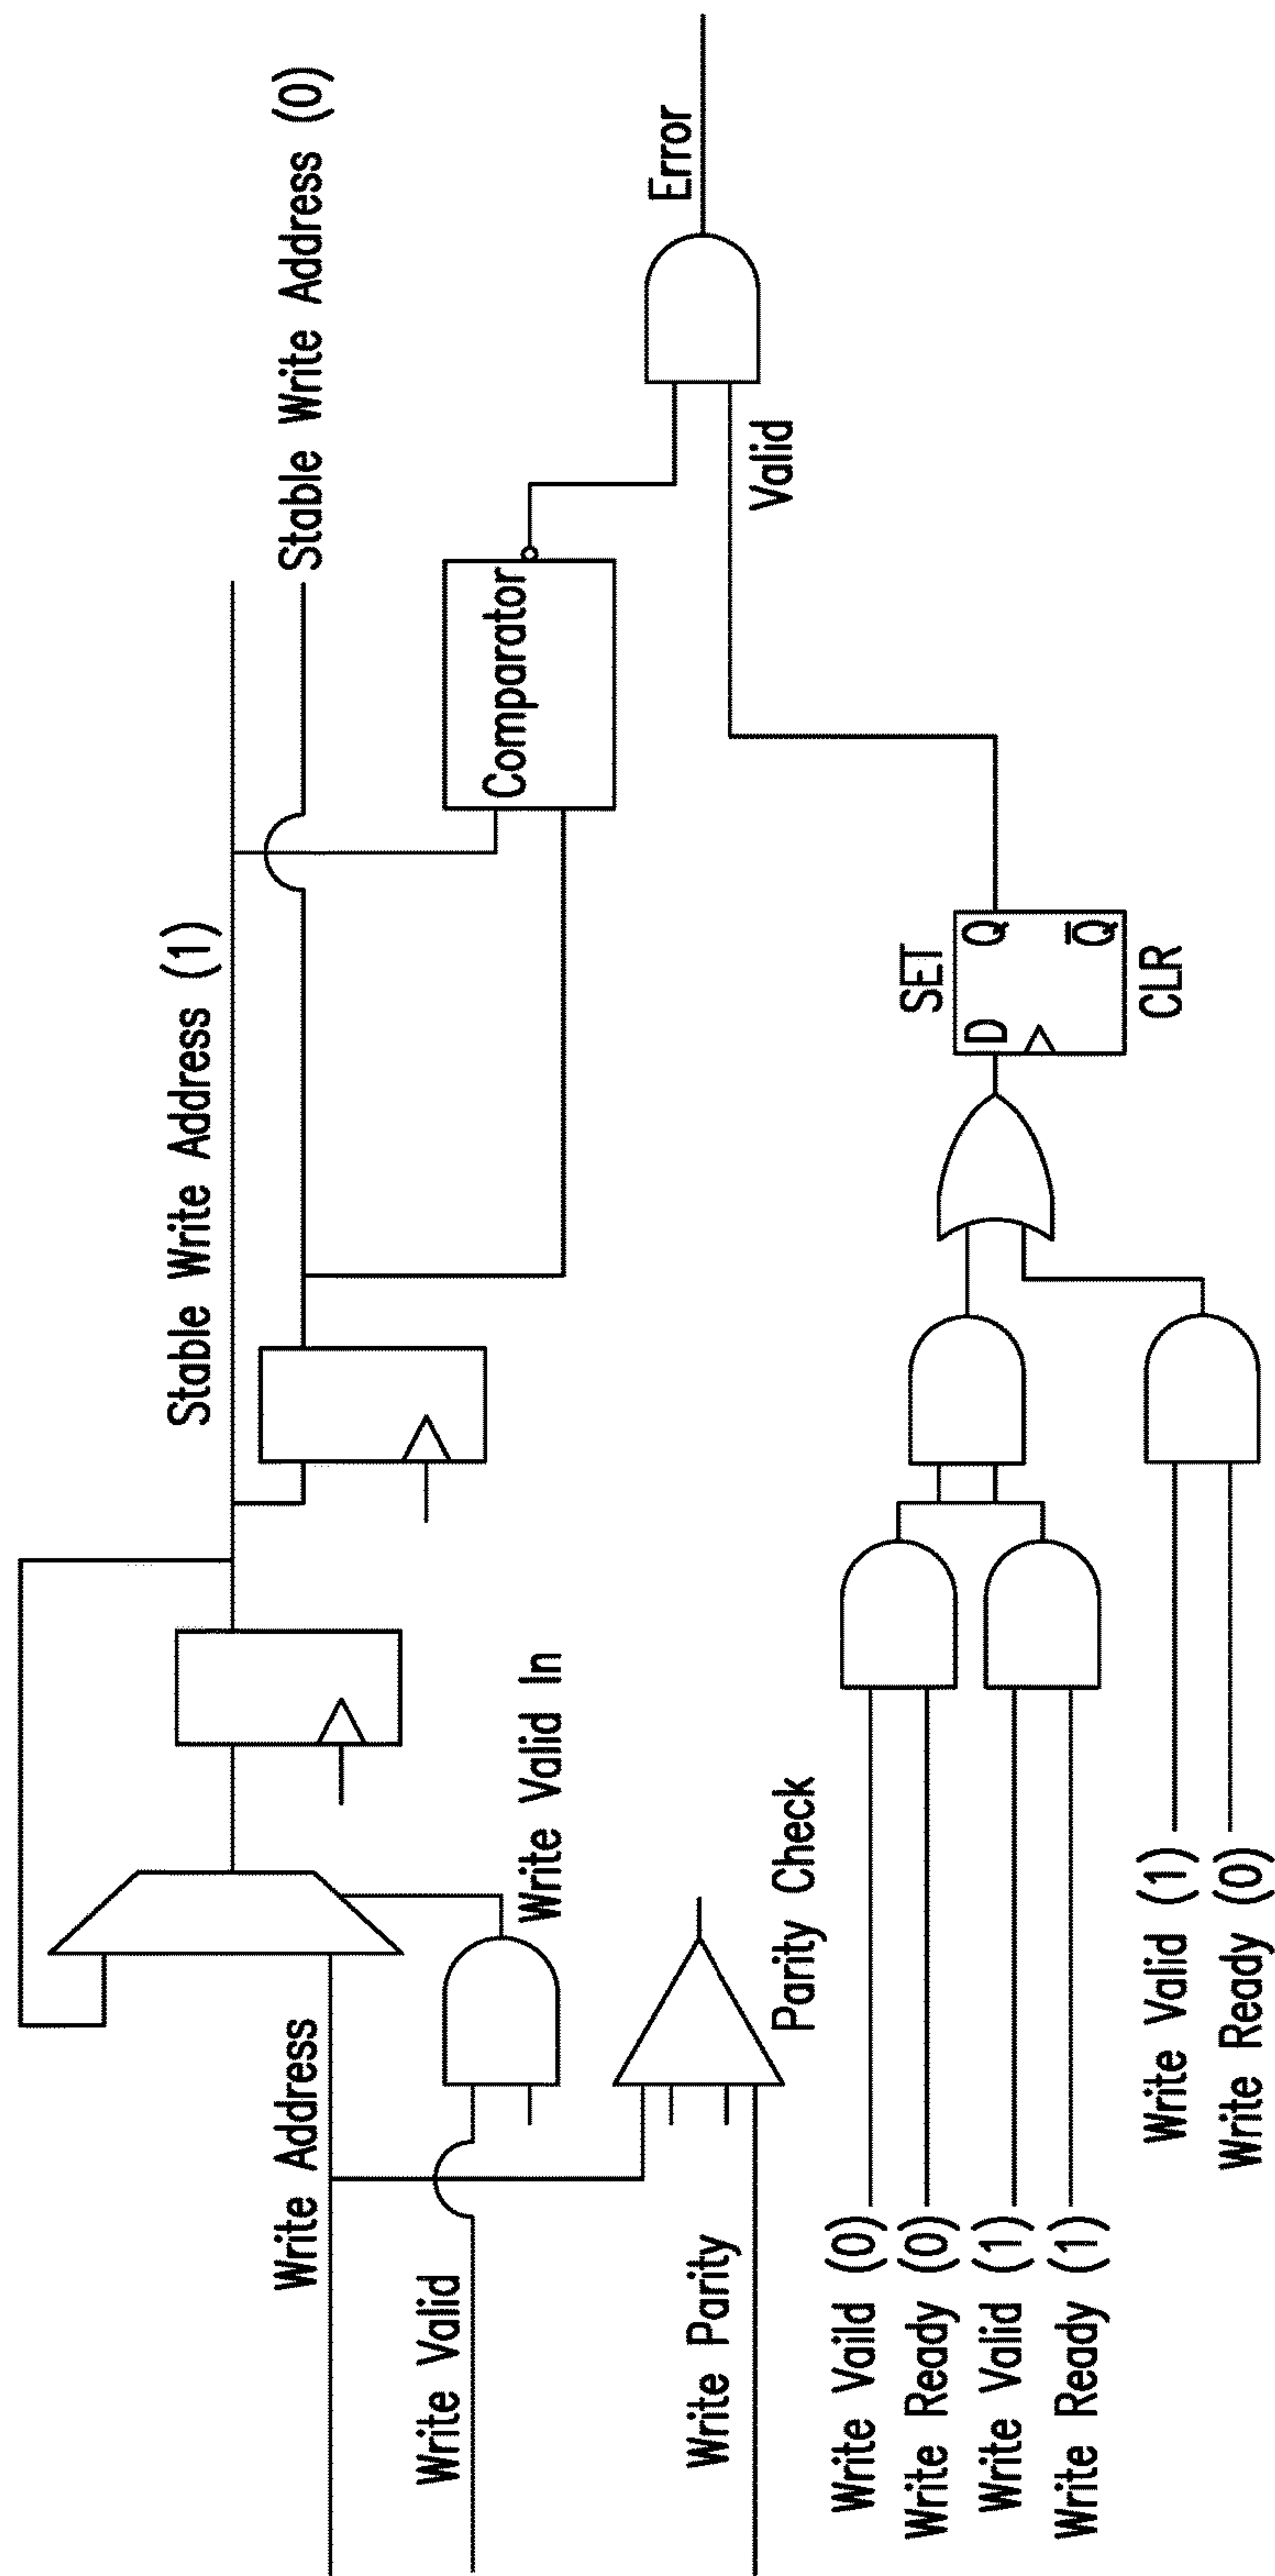 Stable Write Address (1)
Stable Write Address (0)
Write Address
Write Valid
Write Valid In
Comparator
Error
Valid
Write Parity
Parity Check
SET
D
Q
Q̅
CLR
Write Vaild (0)
Write Ready (0)
Write Valid (1)
Write Ready (1)
Write Valid (1)
Write Ready (0)